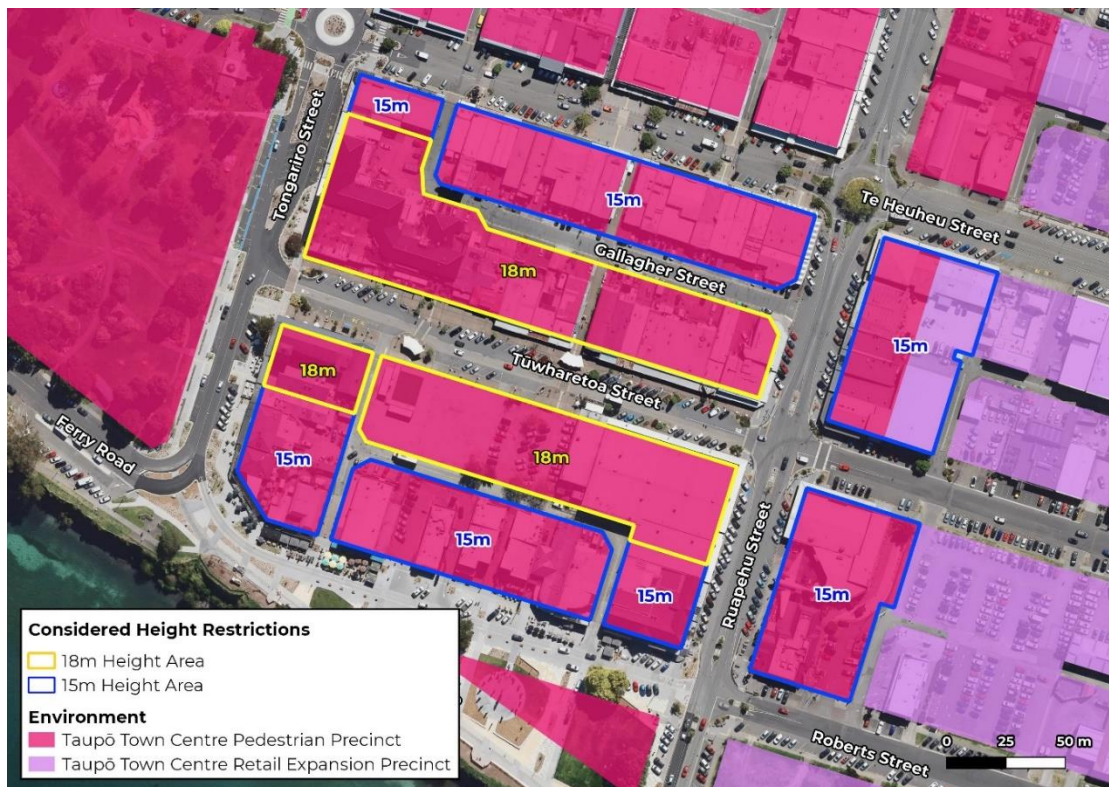 15m
Tongariro Street
15m
Te Heuheu Street
Gallagher Street
18m
15m
18m
Tūwharetoa Street
Ferry Road
15m
18m
15m
15m
15m
Ruapehu Street
Considered Height Restrictions
18m Height Area
15m Height Area
Environment
Taupō Town Centre Pedestrian Precinct
Taupō Town Centre Retail Expansion Precinct
Roberts Street
0 25 50 m